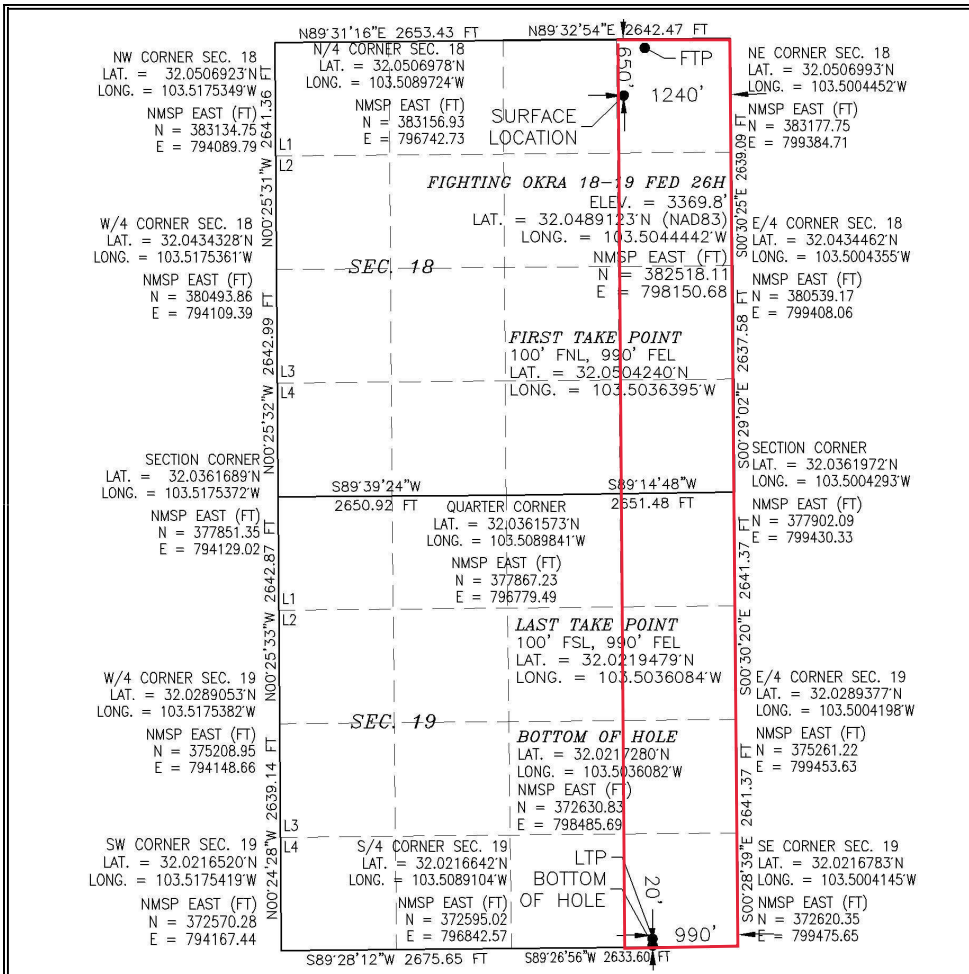 N89°31'16"E 2653.43 FT
N89°32'54"E 2642.47 FT
NW CORNER SEC. 18
LAT. = 32.0506923°N
LONG. = 103.5175349°W
NMSP EAST (FT)
N = 383134.75
E = 794089.79
N/4 CORNER SEC. 18
LAT. = 32.0506978°N
LONG. = 103.5089724°W
NMSP EAST (FT)
N = 383156.93
E = 796742.73
650'
FTP
1240'
SURFACE
LOCATION
NE CORNER SEC. 18
LAT. = 32.0506993°N
LONG. = 103.5004452°W
NMSP EAST (FT)
N = 383177.75
E = 799384.71
N00°25'31"W 2641.36 FT
S00°30'25"E 2639.09 FT
L1
L2
FIGHTING OKRA 18-19 FED 26H
ELEV. = 3369.8'
LAT. = 32.0489123°N (NAD83)
LONG. = 103.5044442°W
NMSP EAST (FT)
N = 382518.11
E = 798150.68
W/4 CORNER SEC. 18
LAT. = 32.0434328°N
LONG. = 103.5175361°W
NMSP EAST (FT)
N = 380493.86
E = 794109.39
SEC. 18
E/4 CORNER SEC. 18
LAT. = 32.0434462°N
LONG. = 103.5004355°W
NMSP EAST (FT)
N = 380539.17
E = 799408.06
FIRST TAKE POINT
100' FNL, 990' FEL
LAT. = 32.0504240°N
LONG. = 103.5036395°W
N00°25'32"W 2642.99 FT
S00°29'02"E 2637.58 FT
L3
L4
SECTION CORNER
LAT. = 32.0361689°N
LONG. = 103.5175372°W
NMSP EAST (FT)
N = 377851.35
E = 794129.02
S89°39'24"W
2650.92 FT
S89°14'48"W
2651.48 FT
QUARTER CORNER
LAT. = 32.0361573°N
LONG. = 103.5089841°W
NMSP EAST (FT)
N = 377867.23
E = 796779.49
SECTION CORNER
LAT. = 32.0361972°N
LONG. = 103.5004293°W
NMSP EAST (FT)
N = 377902.09
E = 799430.33
N00°25'33"W 2642.87 FT
S00°30'20"E 2641.37 FT
L1
L2
LAST TAKE POINT
100' FSL, 990' FEL
LAT. = 32.0219479°N
LONG. = 103.5036084°W
W/4 CORNER SEC. 19
LAT. = 32.0289053°N
LONG. = 103.5175382°W
NMSP EAST (FT)
N = 375208.95
E = 794148.66
SEC. 19
E/4 CORNER SEC. 19
LAT. = 32.0289377°N
LONG. = 103.5004198°W
NMSP EAST (FT)
N = 375261.22
E = 799453.63
BOTTOM OF HOLE
LAT. = 32.0217280°N
LONG. = 103.5036082°W
NMSP EAST (FT)
N = 372630.83
E = 798485.69
N00°24'28"W 2639.14 FT
S00°28'39"E 2641.37 FT
L3
L4
SW CORNER SEC. 19
LAT. = 32.0216520°N
LONG. = 103.5175419°W
NMSP EAST (FT)
N = 372570.28
E = 794167.44
S/4 CORNER SEC. 19
LAT. = 32.0216642°N
LONG. = 103.5089104°W
NMSP EAST (FT)
N = 372595.02
E = 796842.57
LTP
BOTTOM
OF HOLE
20'
990'
SE CORNER SEC. 19
LAT. = 32.0216783°N
LONG. = 103.5004145°W
NMSP EAST (FT)
N = 372620.35
E = 799475.65
S89°28'12"W 2675.65 FT
S89°26'56"W 2633.60 FT